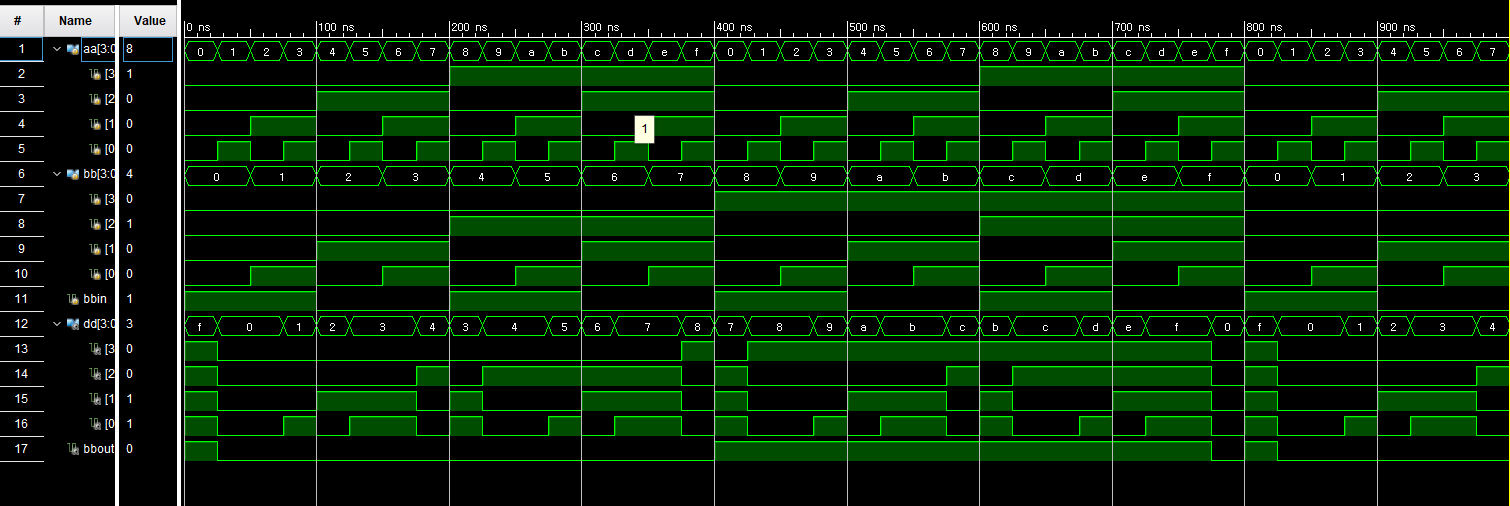 # Name Value
0 ns 100 ns 200 ns 300 ns 400 ns 500 ns 600 ns 700 ns 800 ns 900 ns
1 aa[3:0 8 0 1 2 3 4 5 6 7 8 9 a b c d e f 0 1 2 3 4 5 6 7 8 9 a b c d e f 0 1 2 3 4 5 6 7
2 [3 1
3 [2 0
4 [1 0 1
5 [0 0
6 bb[3:0 4 0 1 2 3 4 5 6 7 8 9 a b c d e f 0 1 2 3
7 [3 0
8 [2 1
9 [1 0
10 [0 0
11 bbin 1
12 dd[3:0 3 f 0 1 2 3 4 3 4 5 6 7 8 7 8 9 a b c b c d e f 0 f 0 1 2 3 4
13 [3 0
14 [2 0
15 [1 1
16 [0 1
17 bbout 0